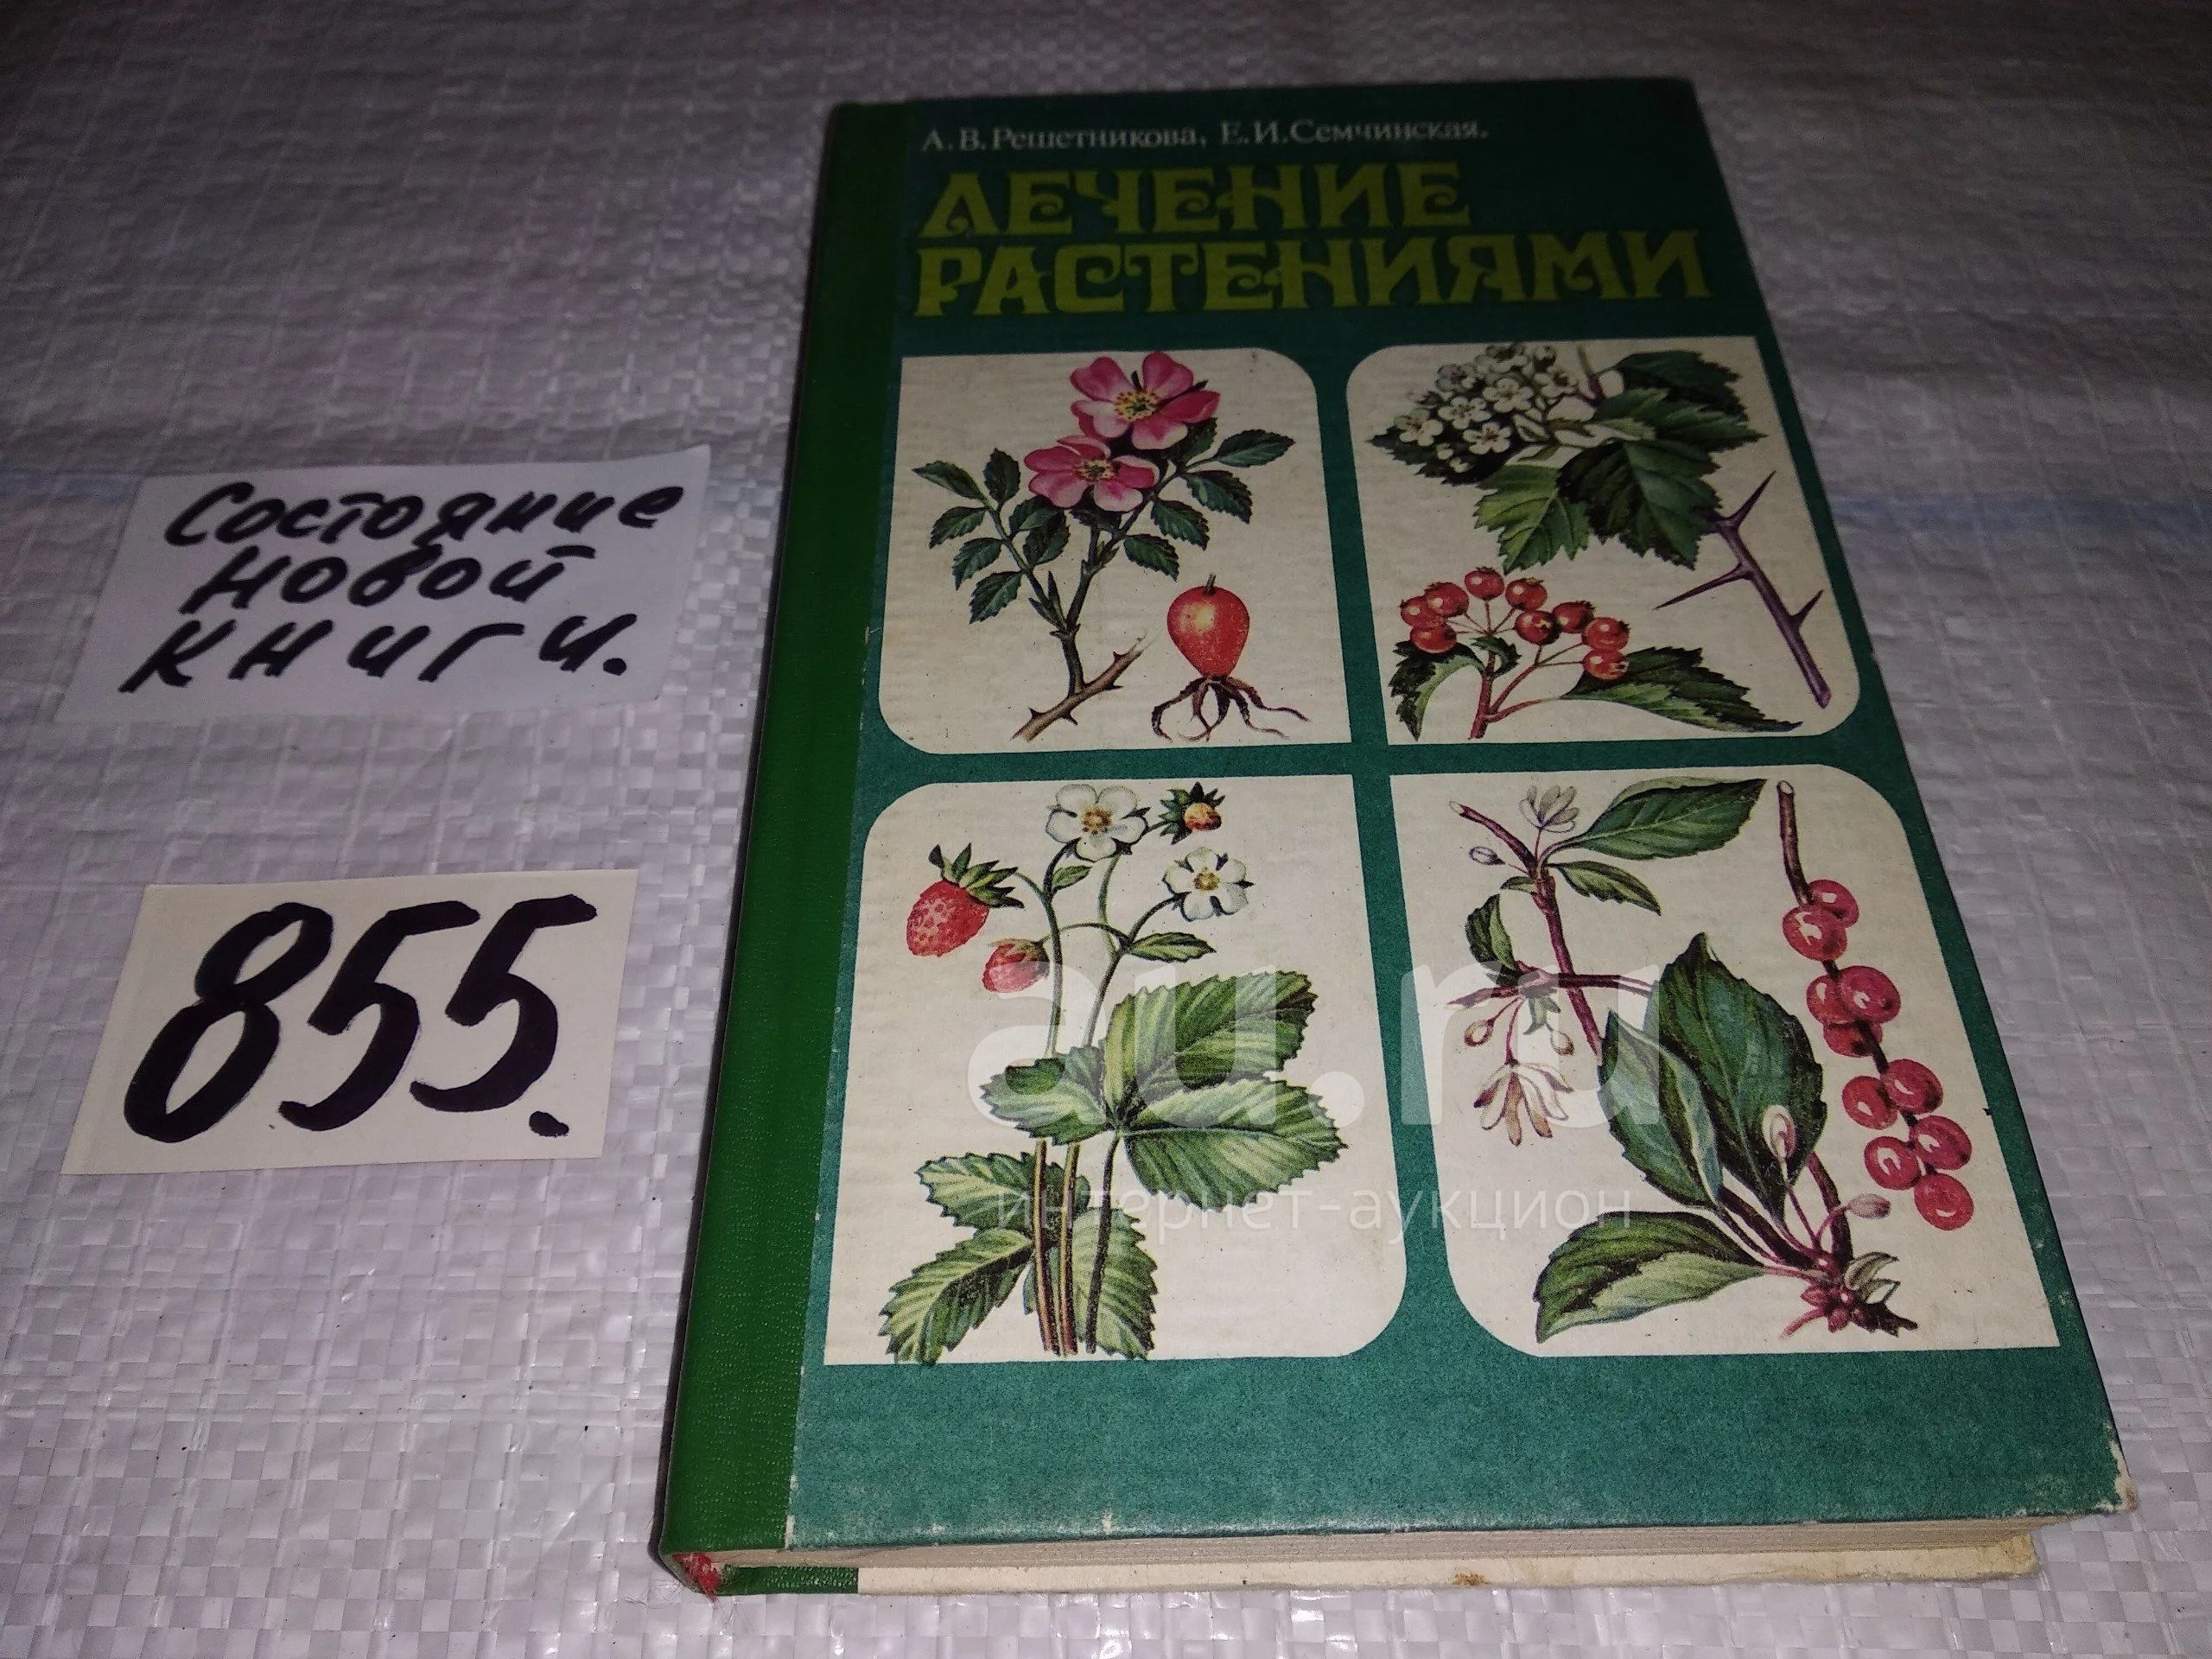 А. В. Решетникова, Е. И. Семчинская.
ЛЕЧЕНИЕ
РАСТЕНИЯМИ
Состояние
новой
книги.
855.
au.ru
интернет-аукцион